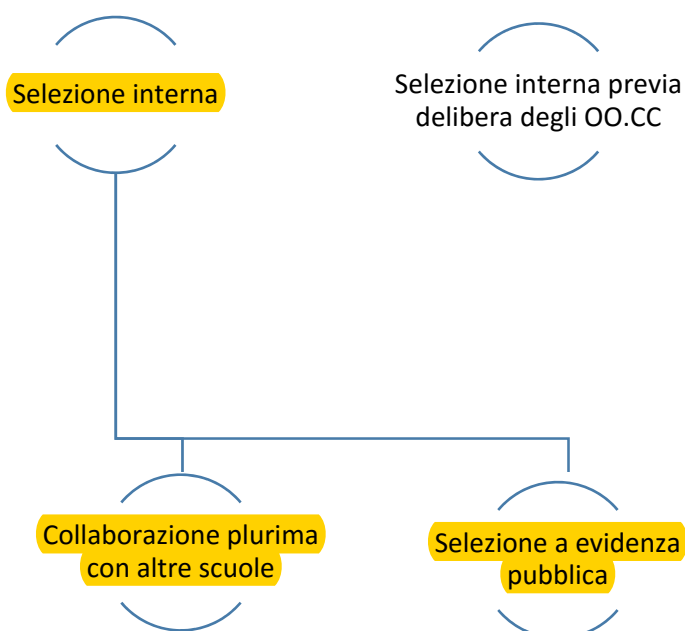 Selezione interna
Selezione interna previa
delibera degli OO.CC
Collaborazione plurima
con altre scuole
Selezione a evidenza
pubblica